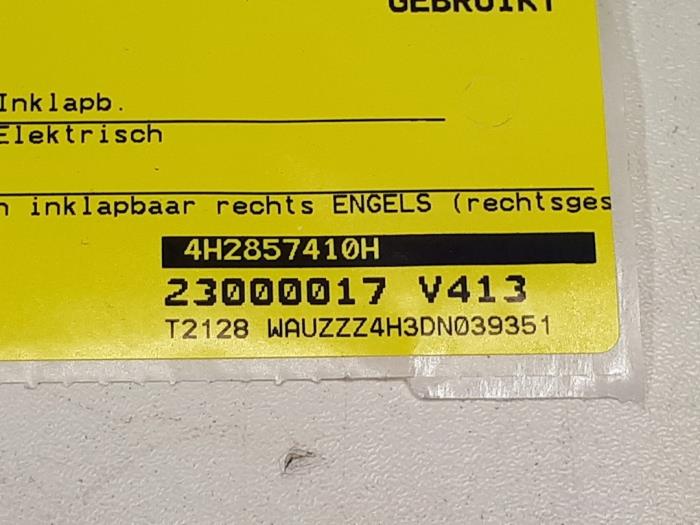 GEBRUIKT
Inklapb.
Elektrisch
n inklapbaar rechts ENGELS (rechtsges
4H2857410H
23000017 V413
T2128 WAUZZZ4H3DN039351